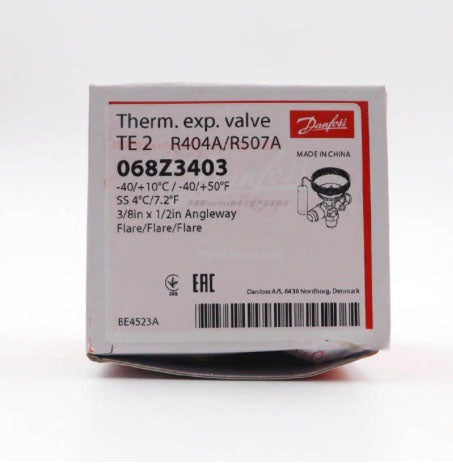 Therm. exp. valve
TE 2 R404A/R507A
Danfoss
068Z3403
MADE IN CHINA
-40/+10°C / -40/+50°F
SS 4°C/7.2°F
3/8in x 1/2in Angleway
Flare/Flare/Flare
EAC
Danfoss A/S, 6430 Nordborg, Denmark
BE4523A